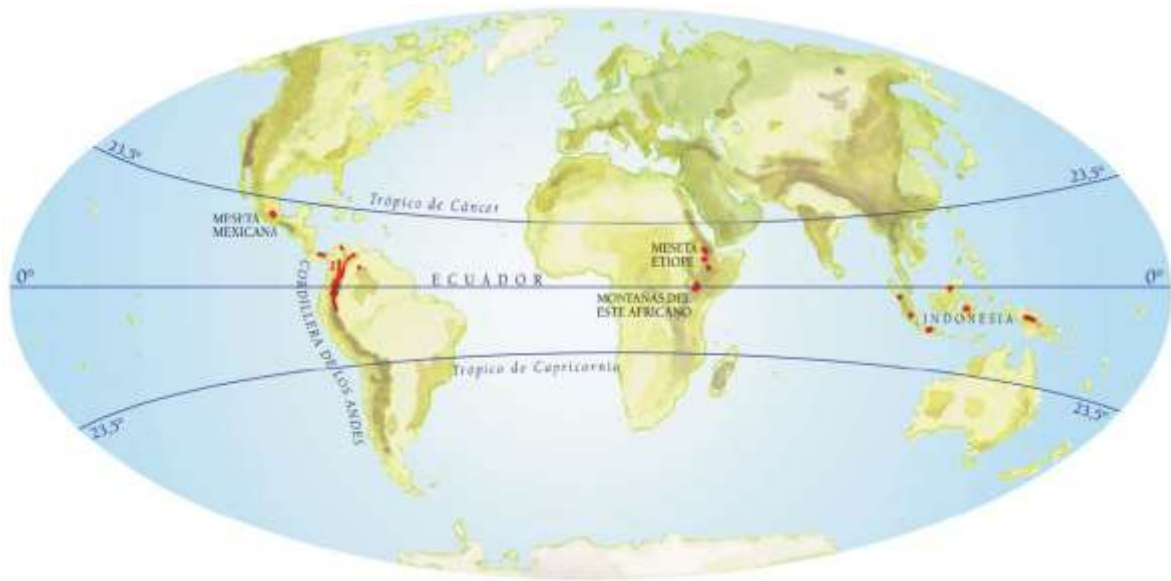 23,5°
23,5°
Trópico de Cáncer
MESETA
MEXICANA
MESETA
ETIOPE
0°
ECUADOR
0°
MONTAÑAS DEL
ESTE AFRICANO
INDONESIA
CORDILLERA DE LOS ANDES
Trópico de Capricornio
23,5°
23,5°